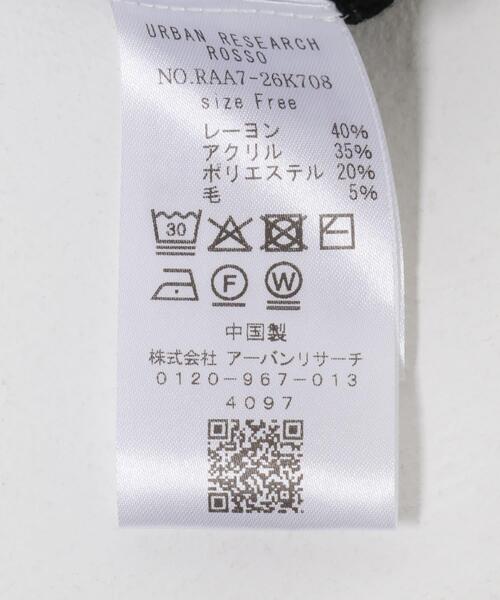 URBAN RESEARCH
ROSSO
NO.RAA7-26K708
size Free
レーヨン 40%
アクリル 35%
ポリエステル 20%
毛 5%
30
F W
中国製
株式会社 アーバンリサーチ
0120-967-013
4097